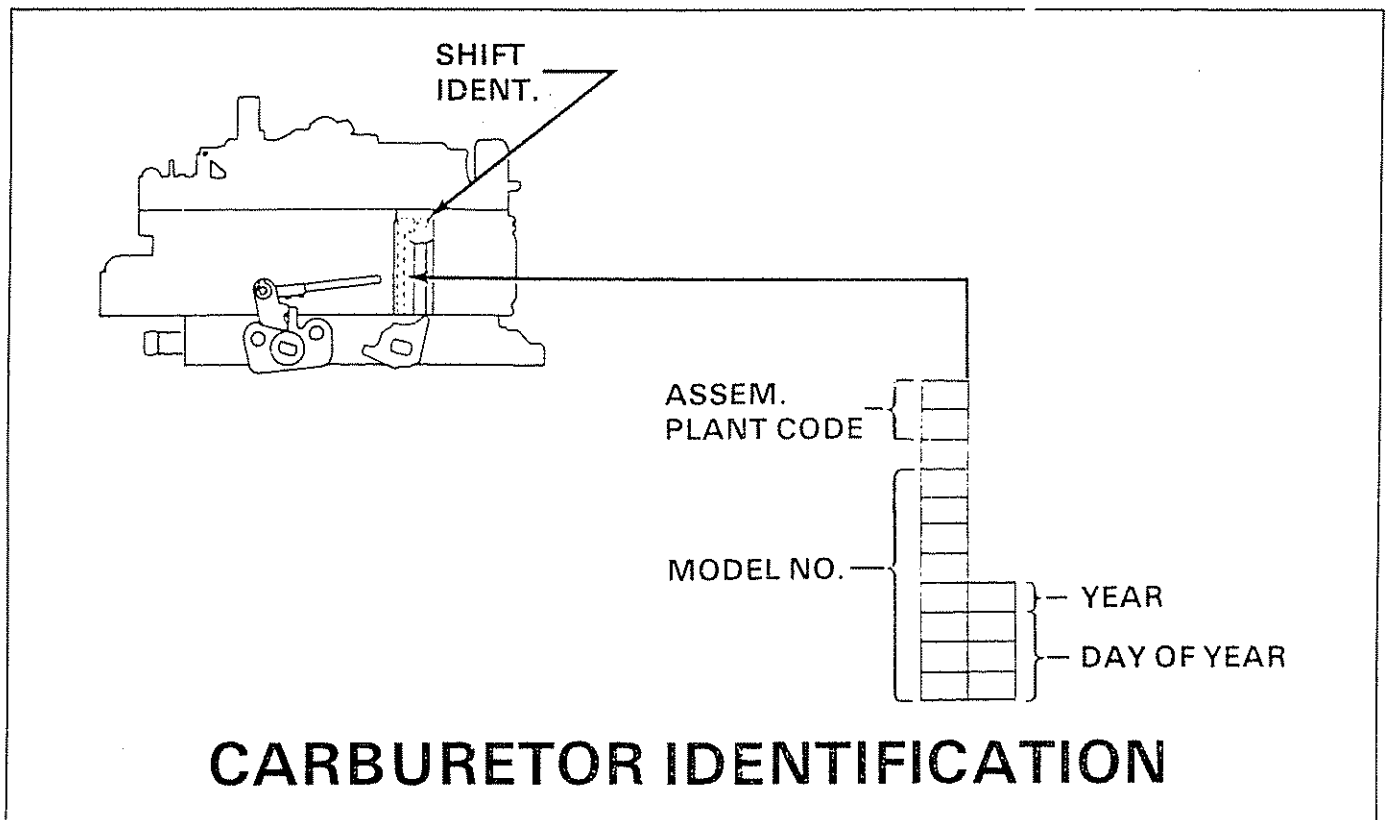 SHIFT
IDENT.
ASSEM.
PLANT CODE
MODEL NO.
YEAR
DAY OF YEAR
CARBURETOR IDENTIFICATION